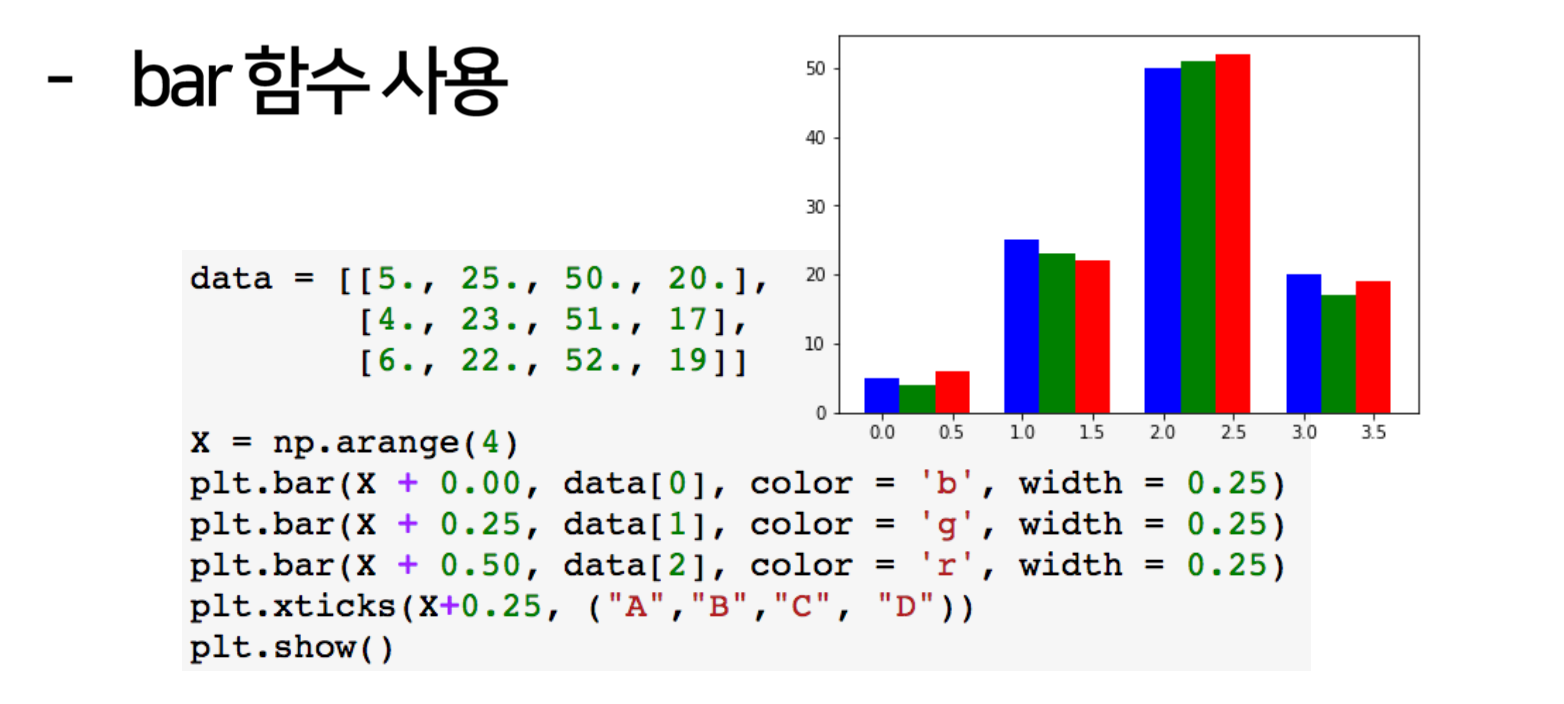 - bar 함수 사용
50
40
30
20
10
0
0.0 0.5 1.0 1.5 2.0 2.5 3.0 3.5
data = [[5., 25., 50., 20.],
[4., 23., 51., 17],
[6., 22., 52., 19]]
X = np.arange(4)
plt.bar(X + 0.00, data[0], color = 'b', width = 0.25)
plt.bar(X + 0.25, data[1], color = 'g', width = 0.25)
plt.bar(X + 0.50, data[2], color = 'r', width = 0.25)
plt.xticks(X+0.25, ("A","B","C", "D"))
plt.show()